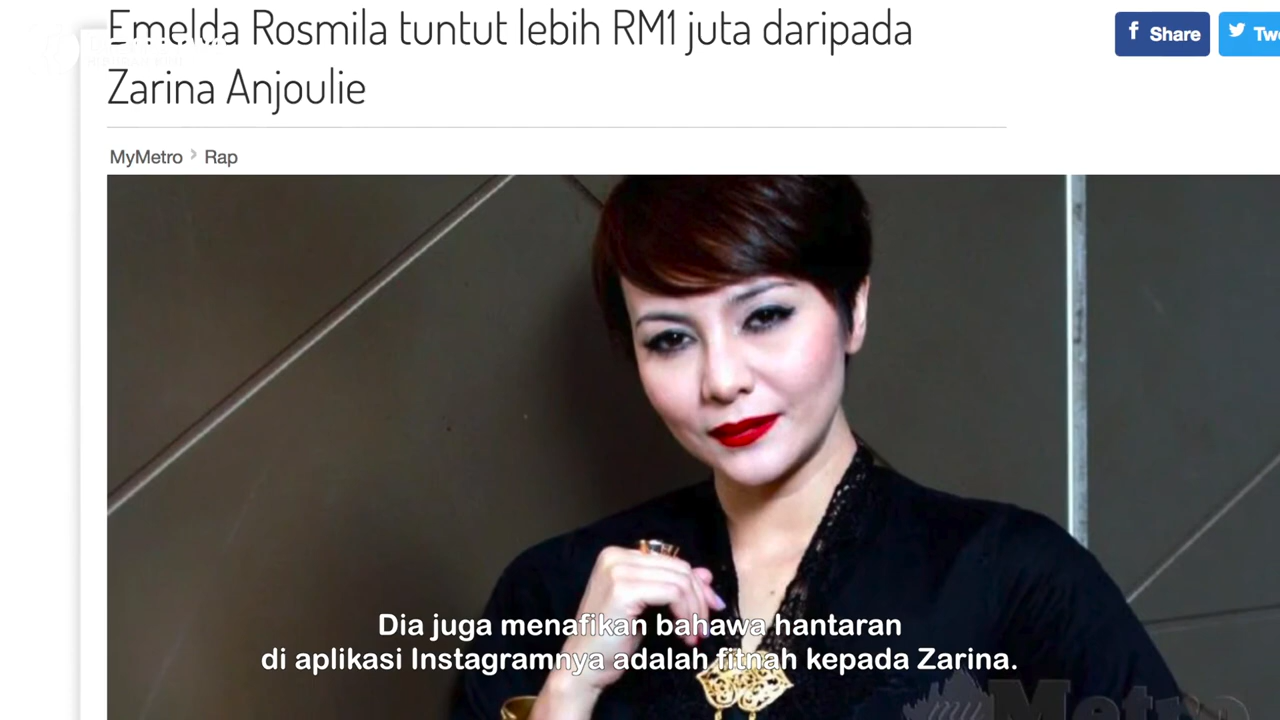 Emelda Rosmila tuntut lebih RM1 juta daripada
Zarina Anjoulie
Share
MyMetro > Rap
Dia juga menafikan bahawa hantaran
di aplikasi Instagramnya adalah fitnah kepada Zarina.
Metro